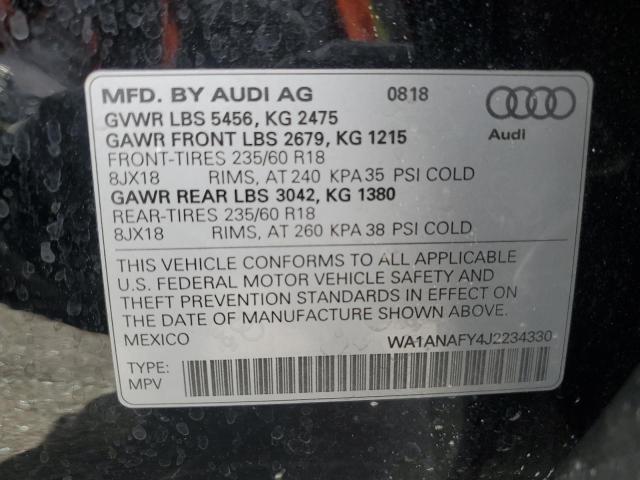 MFD. BY AUDI AG 0818
GVWR LBS 5456, KG 2475
GAWR FRONT LBS 2679, KG 1215
FRONT-TIRES 235/60 R18
8JX18 RIMS, AT 240 KPA 35 PSI COLD
GAWR REAR LBS 3042, KG 1380
REAR-TIRES 235/60 R18
8JX18 RIMS, AT 260 KPA 38 PSI COLD
Audi
THIS VEHICLE CONFORMS TO ALL APPLICABLE
U.S. FEDERAL MOTOR VEHICLE SAFETY AND
THEFT PREVENTION STANDARDS IN EFFECT ON
THE DATE OF MANUFACTURE SHOWN ABOVE.
MEXICO WA1ANAFY4J2234330
TYPE:
MPV